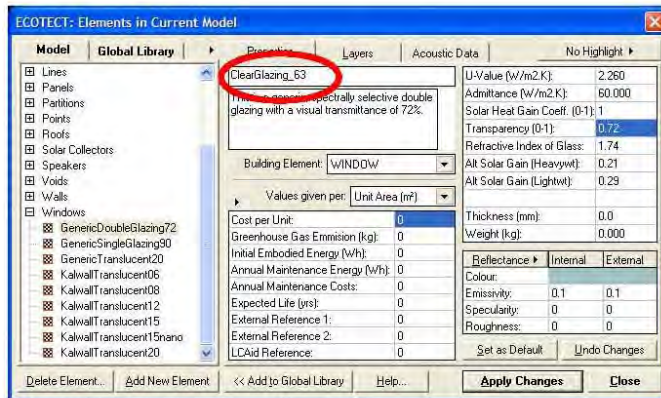 ECOTECT: Elements in Current Model
Model
Global Library
Properties
Layers
Acoustic Data
No Highlight
Lines
Panels
Partitions
Points
Roofs
Solar Collectors
Speakers
Voids
Walls
Windows
GenericDoubleGlazing72
GenericSingleGlazing90
GenericTranslucent20
KalwallTranslucent06
KalwallTranslucent08
KalwallTranslucent12
KalwallTranslucent15
KalwallTranslucent15nano
KalwallTranslucent20
ClearGlazing_63
This is a generic spectrally selective double
glazing with a visual transmittance of 72%.
Building Element: WINDOW
Values given per: Unit Area (m²)
Cost per Unit: 0
Greenhouse Gas Emmision (kg): 0
Initial Embodied Energy (Wh): 0
Annual Maintenance Energy (Wh): 0
Annual Maintenance Costs: 0
Expected Life (yrs): 0
External Reference 1: 0
External Reference 2: 0
LCAid Reference: 0
U-Value (W/m2.K): 2.260
Admittance (W/m2.K): 60.000
Solar Heat Gain Coeff. (0-1): 1
Transparency (0-1): 0.72
Refractive Index of Glass: 1.74
Alt Solar Gain (Heavywt): 0.21
Alt Solar Gain (Lightwt): 0.29
Thickness (mm): 0.0
Weight (kg): 0.000
Reflectance Internal External
Colour:
Emissivity: 0.1 0.1
Specularity: 0 0
Roughness: 0 0
Set as Default
Undo Changes
Delete Element...
Add New Element
<< Add to Global Library
Help...
Apply Changes
Close